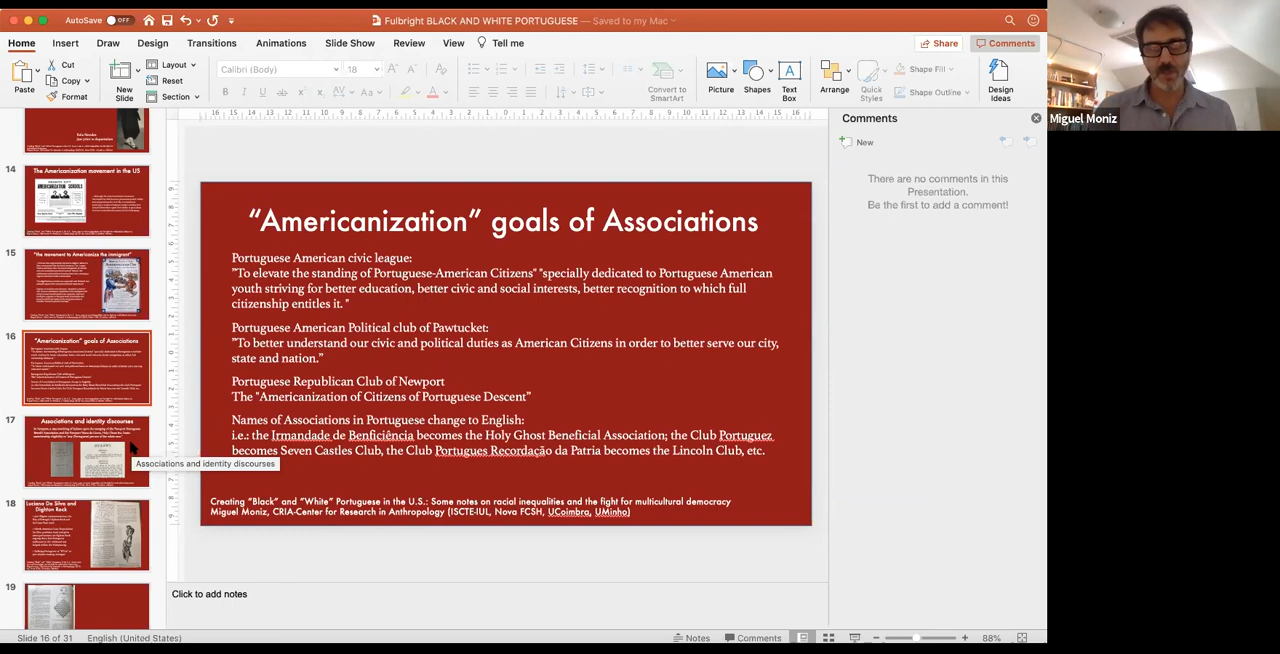 AutoSave OFF
Fulbright BLACK AND WHITE PORTUGUESE — Saved to my Mac
Home Insert Draw Design Transitions Animations Slide Show Review View Tell me
Share Comments
Paste
Cut
Copy
Format
New Slide
Layout
Reset
Section
Calibri (Body) 18
Convert to SmartArt
Picture
Shapes
Text Box
Arrange
Quick Styles
Shape Fill
Shape Outline
Design Ideas
Miguel Moniz
Comments
New
There are no comments in this
Presentation.
Be the first to add a comment!
14
The Americanization movement in the US
15
"the movement to Americanize the immigrant"
16
"Americanization" goals of Associations
17
Associations and identity discourses
Associations and identity discourses
18
Luciano Da Silva and
Dighton Rock
19
“Americanization” goals of Associations
Portuguese American civic league:
"To elevate the standing of Portuguese-American Citizens" "specially dedicated to Portuguese American
youth striving for better education, better civic and social interests, better recognition to which full
citizenship entitles it. "
Portuguese American Political club of Pawtucket:
"To better understand our civic and political duties as American Citizens in order to better serve our city,
state and nation.”
Portuguese Republican Club of Newport
The "Americanization of Citizens of Portuguese Descent”
Names of Associations in Portuguese change to English:
i.e.: the Irmandade de Benficiência becomes the Holy Ghost Beneficial Association; the Club Portuguez
becomes Seven Castles Club, the Club Portugues Recordação da Patria becomes the Lincoln Club, etc.
Creating “Black” and “White” Portuguese in the U.S.: Some notes on racial inequalities and the fight for multicultural democracy
Miguel Moniz, CRIA-Center for Research in Anthropology (ISCTE-IUL, Nova FCSH, UCoimbra, UMinho)
Click to add notes
Slide 16 of 31 English (United States)
Notes Comments 88%